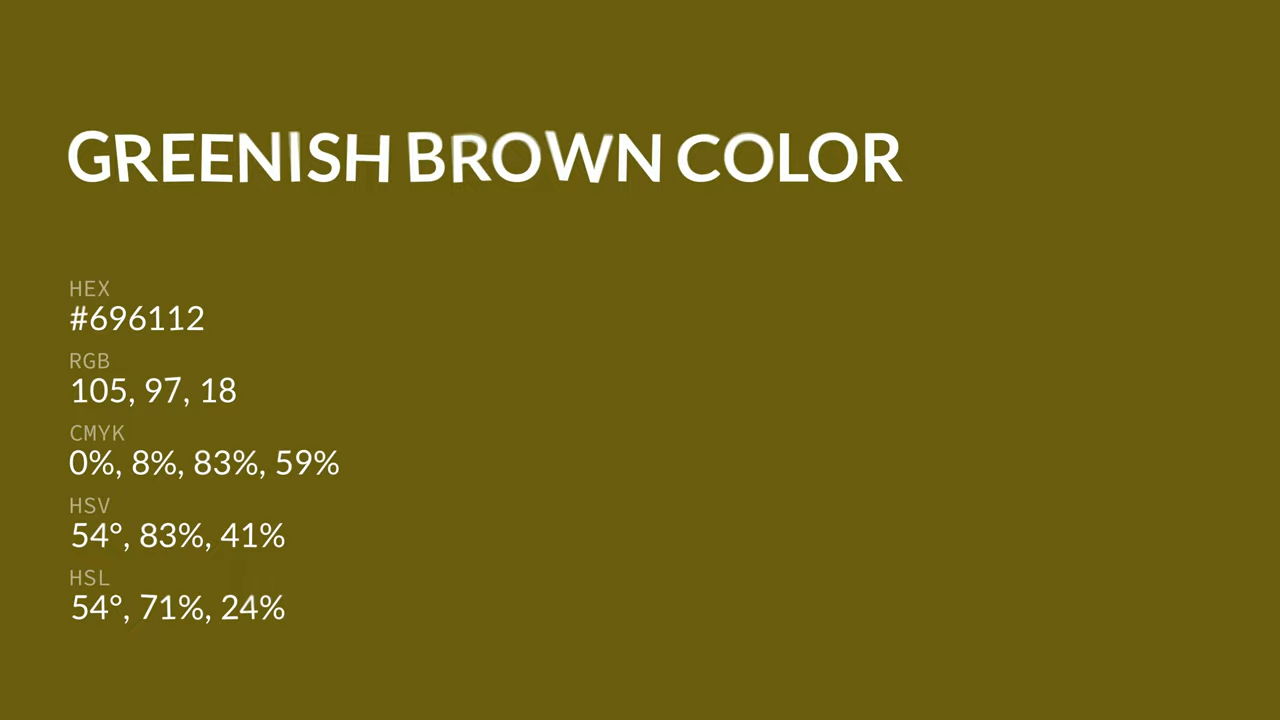 GREENISH BROWN COLOR
HEX
#696112
RGB
105, 97, 18
CMYK
0%, 8%, 83%, 59%
HSV
54°, 83%, 41%
HSL
54°, 71%, 24%